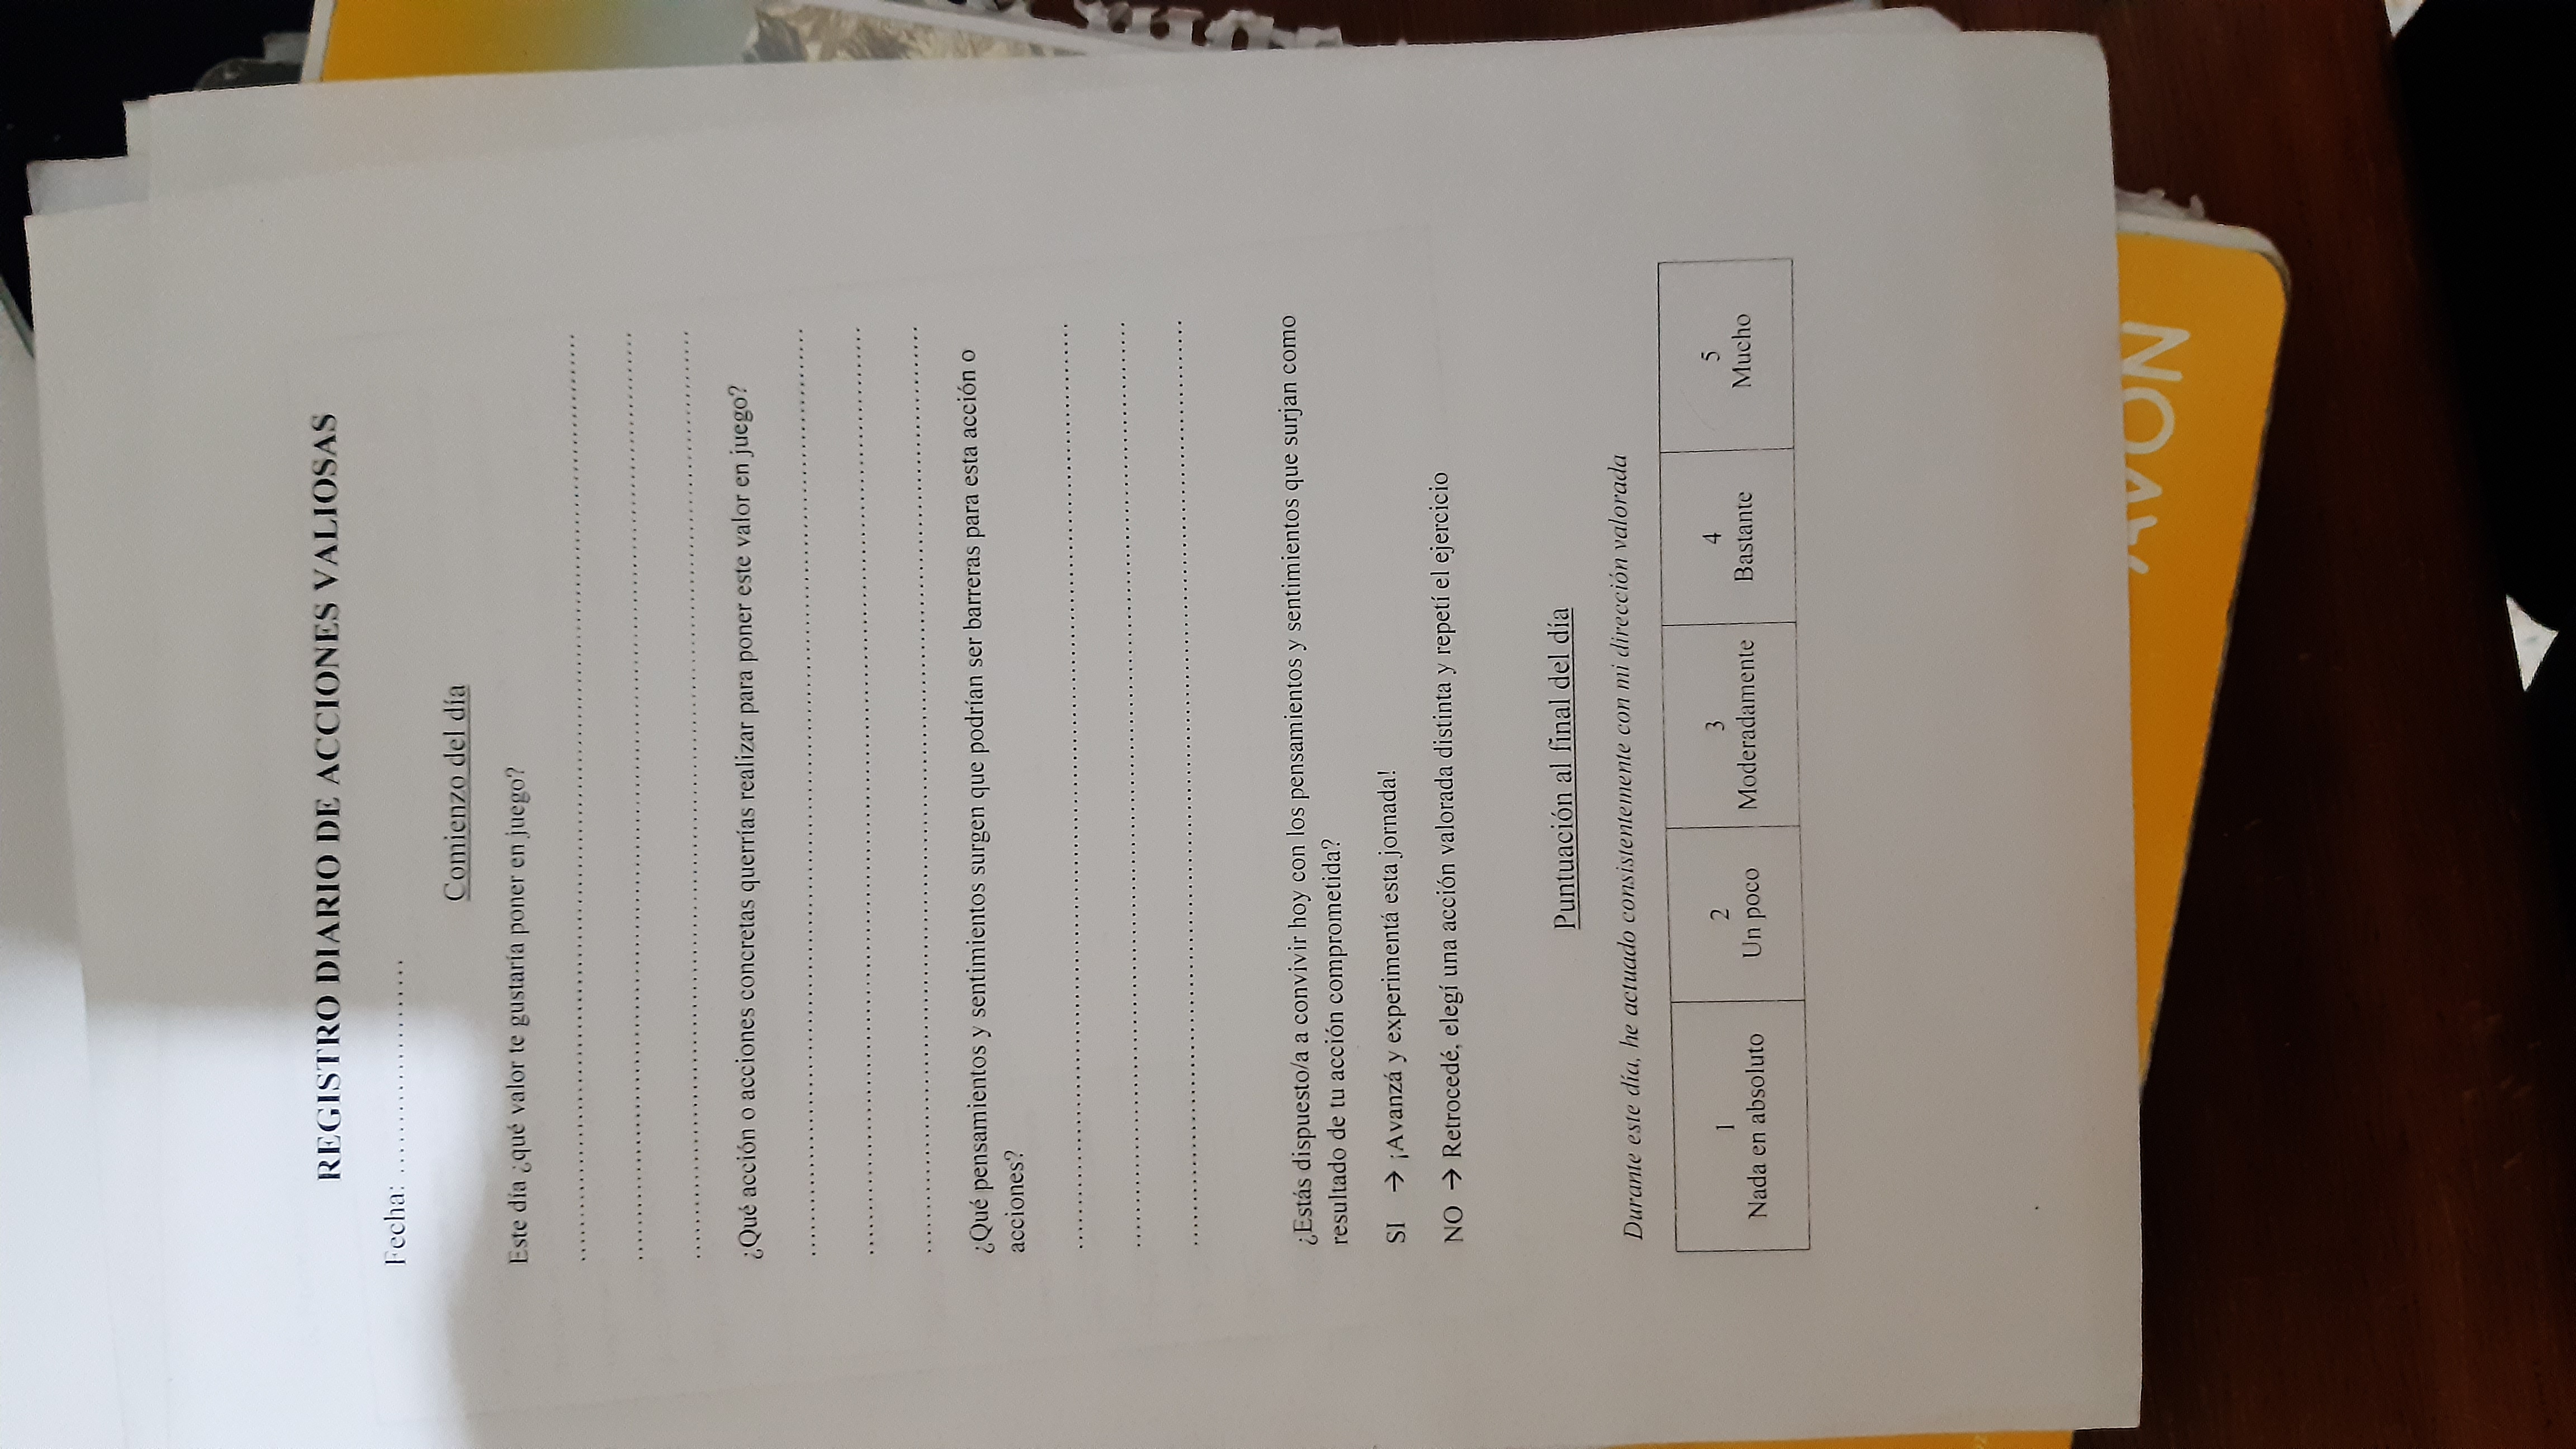 REGISTRO DIARIO DE ACCIONES VALIOSAS
Fecha: ........................
Comienzo del día
Este día ¿qué valor te gustaría poner en juego?
¿Qué acción o acciones concretas querrías realizar para poner este valor en juego?
¿Qué pensamientos y sentimientos surgen que podrían ser barreras para esta acción o
acciones?
¿Estás dispuesto/a a convivir hoy con los pensamientos y sentimientos que surjan como
resultado de tu acción comprometida?
SI → ¡Avanzá y experimentá esta jornada!
NO → Retrocedé, elegí una acción valorada distinta y repetí el ejercicio
Puntuación al final del día
Durante este día, he actuado consistentemente con mi dirección valorada
1 2 3 4 5
Nada en absoluto Un poco Moderadamente Bastante Mucho
NOVA